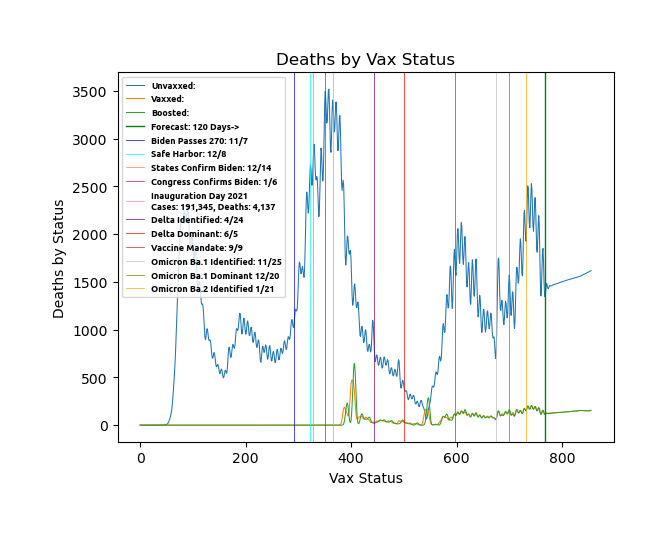 Deaths by Vax Status
3500
3000
2500
2000
1500
1000
500
0
Deaths by Status
Unvaxxed:
Vaxxed:
Boosted:
Forecast: 120 Days->
Biden Passes 270: 11/7
Safe Harbor: 12/8
States Confirm Biden: 12/14
Congress Confirms Biden: 1/6
Inauguration Day 2021
Cases: 191,345, Deaths: 4,137
Delta Identified: 4/24
Delta Dominant: 6/5
Vaccine Mandate: 9/9
Omicron Ba.1 Identified: 11/25
Omicron Ba.1 Dominant 12/20
Omicron Ba.2 Identified 1/21
0 200 400 600 800
Vax Status